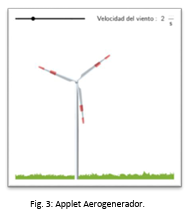 Velocidad del viento : 2 m/s
Fig. 3: Applet Aerogenerador.